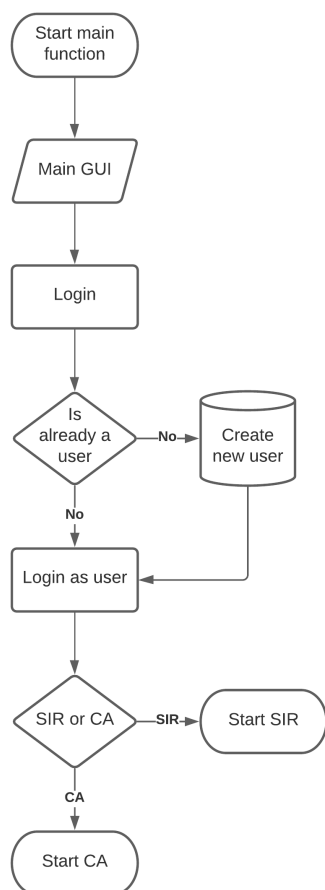 Start main
function
Main GUI
Login
Is
already a
user
No
Create
new user
No
Login as user
SIR or CA
SIR
Start SIR
CA
Start CA